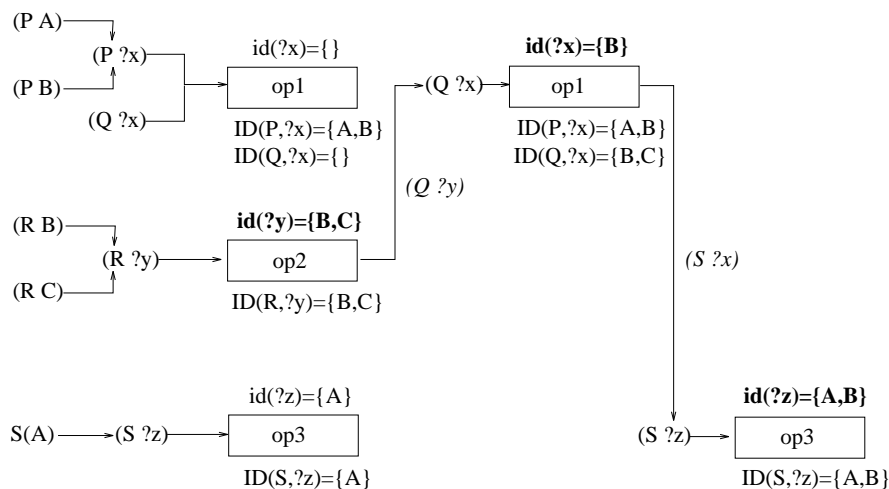 (P A)
(P ?x)
(P B)
(Q ?x)
id(?x)={}
op1
ID(P,?x)={A,B}
ID(Q,?x)={}
(Q ?x)
id(?x)={B}
op1
ID(P,?x)={A,B}
ID(Q,?x)={B,C}
(Q ?y)
(R B)
(R ?y)
(R C)
id(?y)={B,C}
op2
ID(R,?y)={B,C}
(S ?x)
S(A)
(S ?z)
id(?z)={A}
op3
ID(S,?z)={A}
(S ?z)
id(?z)={A,B}
op3
ID(S,?z)={A,B}